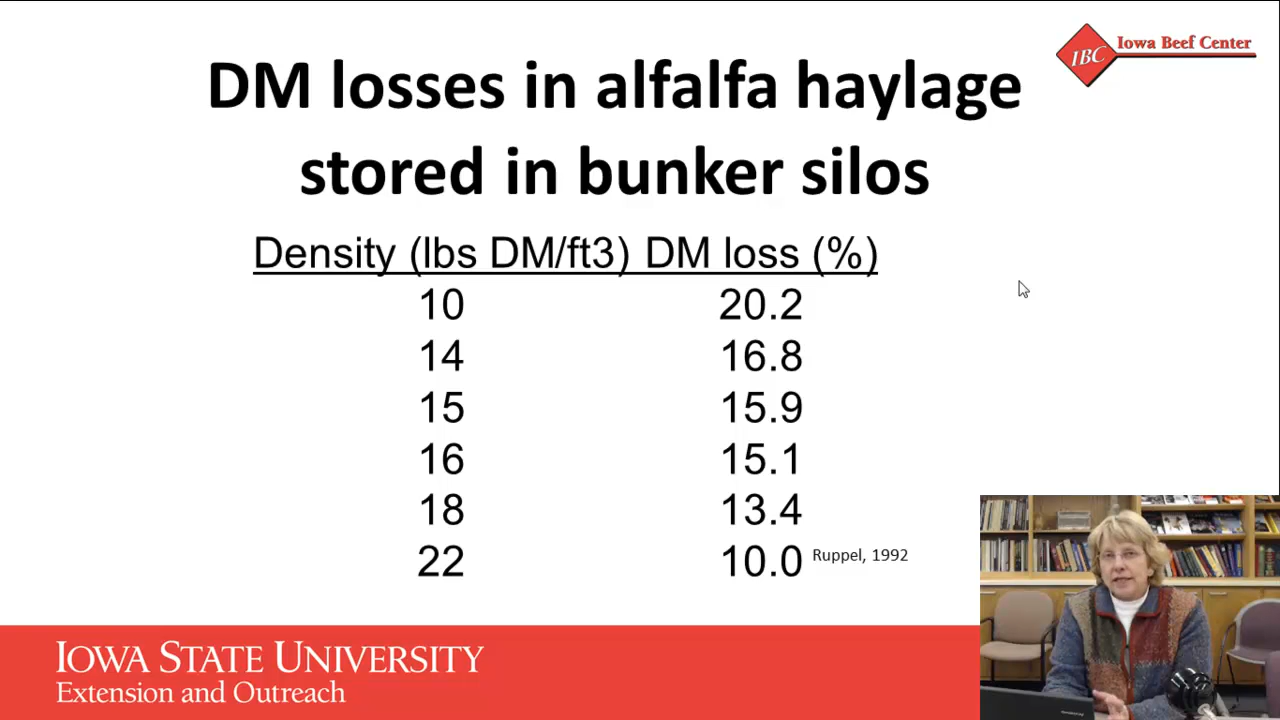 IBC Iowa Beef Center
DM losses in alfalfa haylage
stored in bunker silos
Density (lbs DM/ft3) DM loss (%)
10 20.2
14 16.8
15 15.9
16 15.1
18 13.4
22 10.0 Ruppel, 1992
IOWA STATE UNIVERSITY
Extension and Outreach